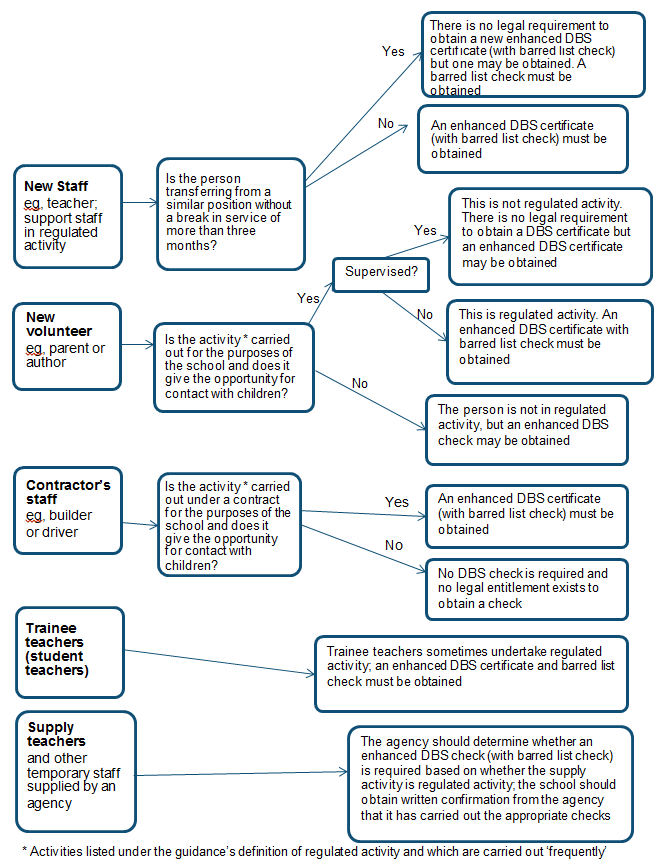 There is no legal requirement to
obtain a new enhanced DBS
certificate (with barred list check)
but one may be obtained. A
barred list check must be
obtained
Yes
No
An enhanced DBS certificate
(with barred list check) must be
obtained
New Staff
eg, teacher;
support staff
in regulated
activity
Is the person
transferring from a
similar position without
a break in service of
more than three
months?
This is not regulated activity.
There is no legal requirement
to obtain a DBS certificate but
an enhanced DBS certificate
may be obtained
Yes
Supervised?
Yes
No
This is regulated activity. An
enhanced DBS certificate with
barred list check must be
obtained
New
volunteer
eg, parent or
author
Is the activity * carried
out for the purposes of
the school and does it
give the opportunity for
contact with children?
No
The person is not in regulated
activity, but an enhanced DBS
check may be obtained
Contractor's
staff
eg, builder
or driver
Is the activity * carried
out under a contract
for the purposes of the
school and does it
give the opportunity
for contact with
children?
Yes
An enhanced DBS certificate
(with barred list check) must be
obtained
No
No DBS check is required and
no legal entitlement exists to
obtain a check
Trainee
teachers
(student
teachers)
Trainee teachers sometimes undertake regulated
activity; an enhanced DBS certificate and barred list
check must be obtained
Supply
teachers
and other
temporary staff
supplied by an
agency
The agency should determine whether an
enhanced DBS check (with barred list check)
is required based on whether the supply
activity is regulated activity; the school should
obtain written confirmation from the agency
that it has carried out the appropriate checks
* Activities listed under the guidance's definition of regulated activity and which are carried out 'frequently'